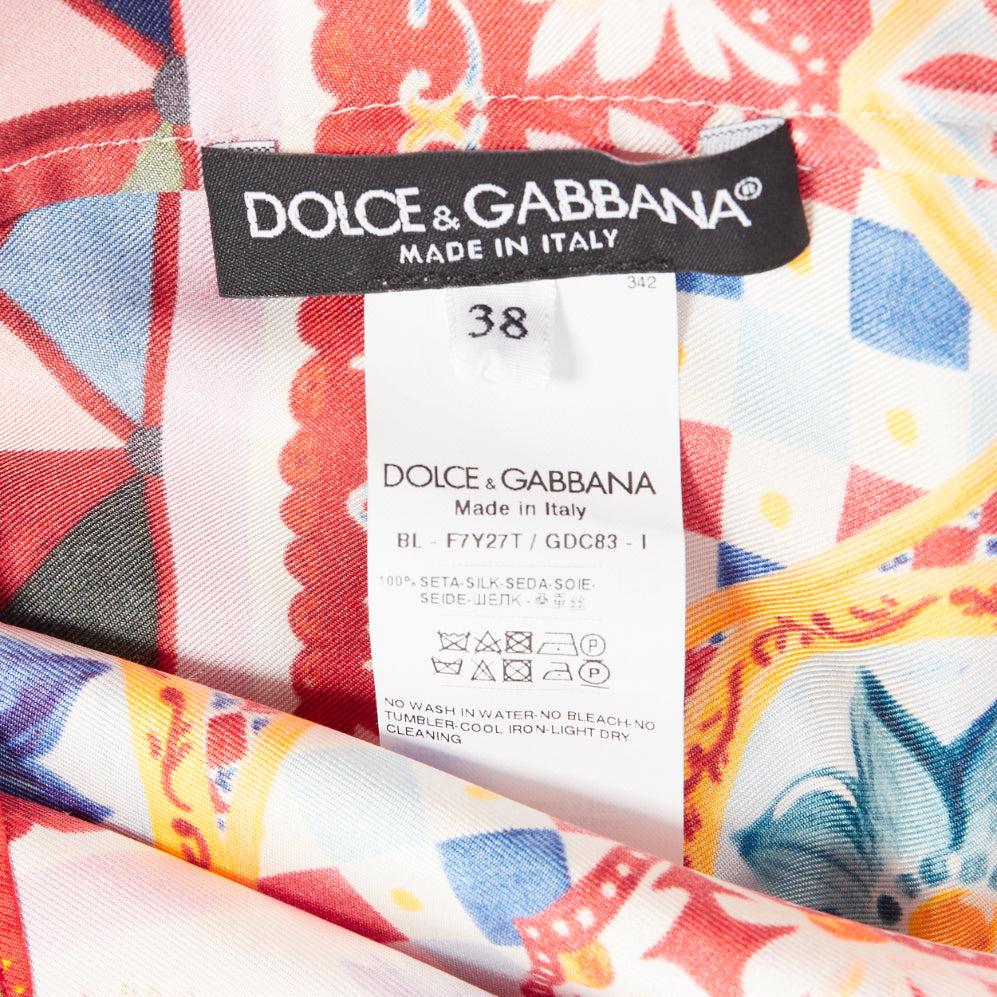 DOLCE & GABBANA®
MADE IN ITALY
342
38
DOLCE & GABBANA
Made in Italy
BL - F7Y27T / GDC83 - I
100% SETA-SILK-SEDA-SOIE-
SEIDE-ШЕЛК -
NO WASH IN WATER-NO BLEACH-NO
TUMBLER-COOL IRON-LIGHT DRY
CLEANING